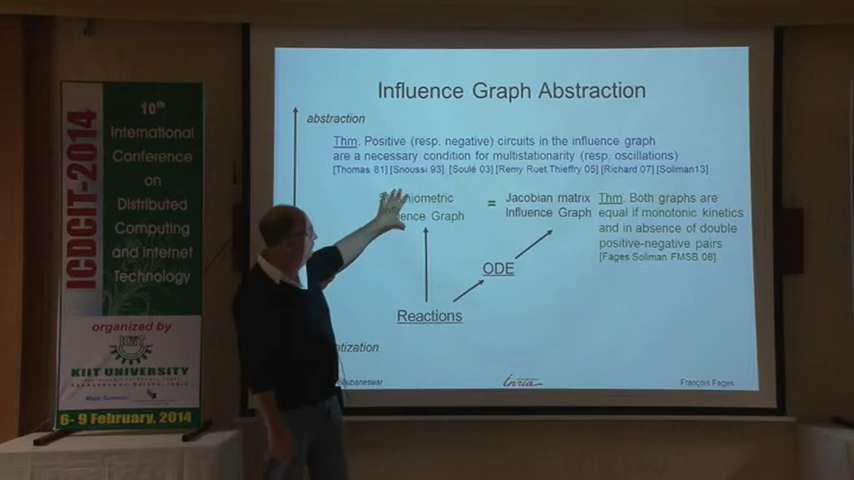 ICDCIT-2014
10th
International
Conference
on
Distributed
Computing
and Internet
Technology
organized by
KIIT UNIVERSITY
6- 9 February, 2014
Influence Graph Abstraction
abstraction
Thm. Positive (resp. negative) circuits in the influence graph
are a necessary condition for multistationarity (resp. oscillations)
[Thomas 81] [Snoussi 93] [Soulé 03] [Remy Ruet Thieffry 05] [Richard 07] [Soliman13]
Graph
=
Jacobian matrix
Influence Graph
Thm. Both graphs are
equal if monotonic kinetics
and in absence of double
positive-negative pairs
[Fages Soliman FMSB 08]
ODE
Reactions
etization
Inria
François Fages